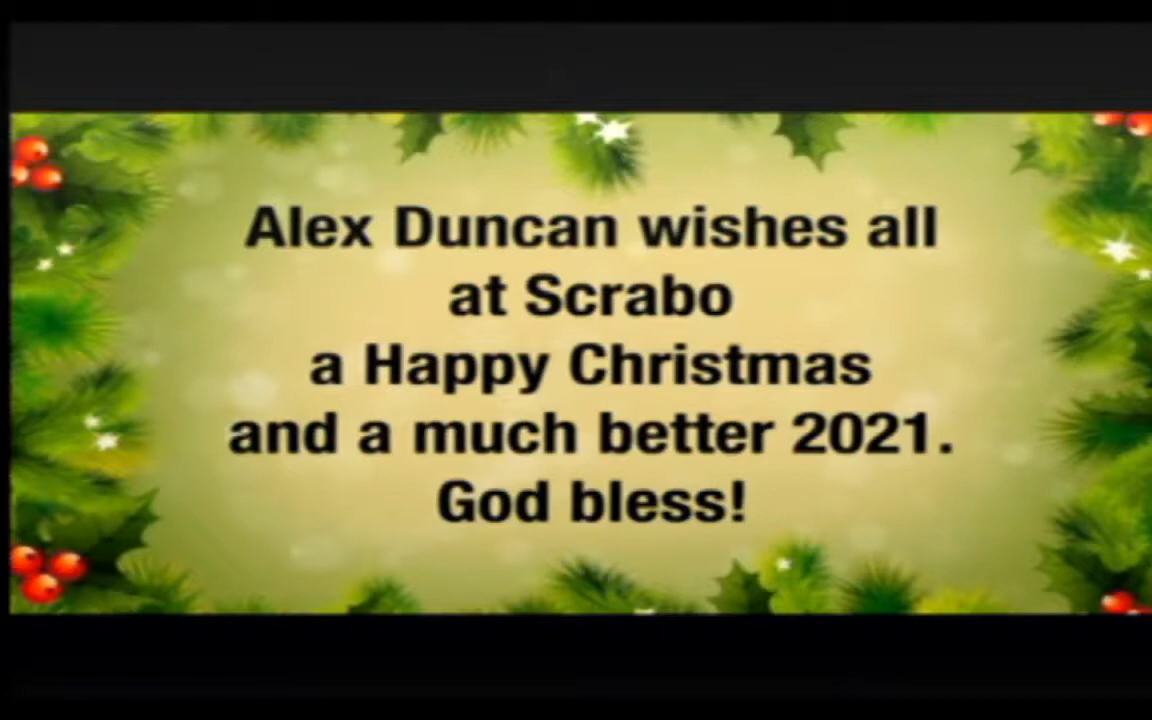 Alex Duncan wishes all
at Scrabo
a Happy Christmas
and a much better 2021.
God bless!